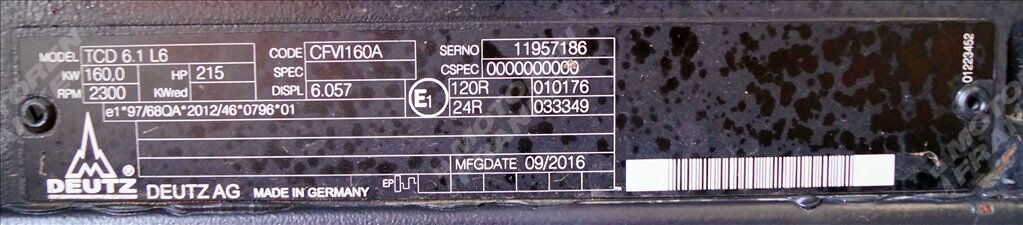 MODEL TCD 6.1 L6 CODE CFVI160A SERNO 11957186
KW 160,0 HP 215 SPEC CSPEC 0000000000
RPM 2300 KWred DISPL 6.057 E1 120R 010176
24R 033349
e1*97/68QA*2012/46*0796*01
MFGDATE 09/2016
DEUTZ DEUTZ AG MADE IN GERMANY EP
01223452